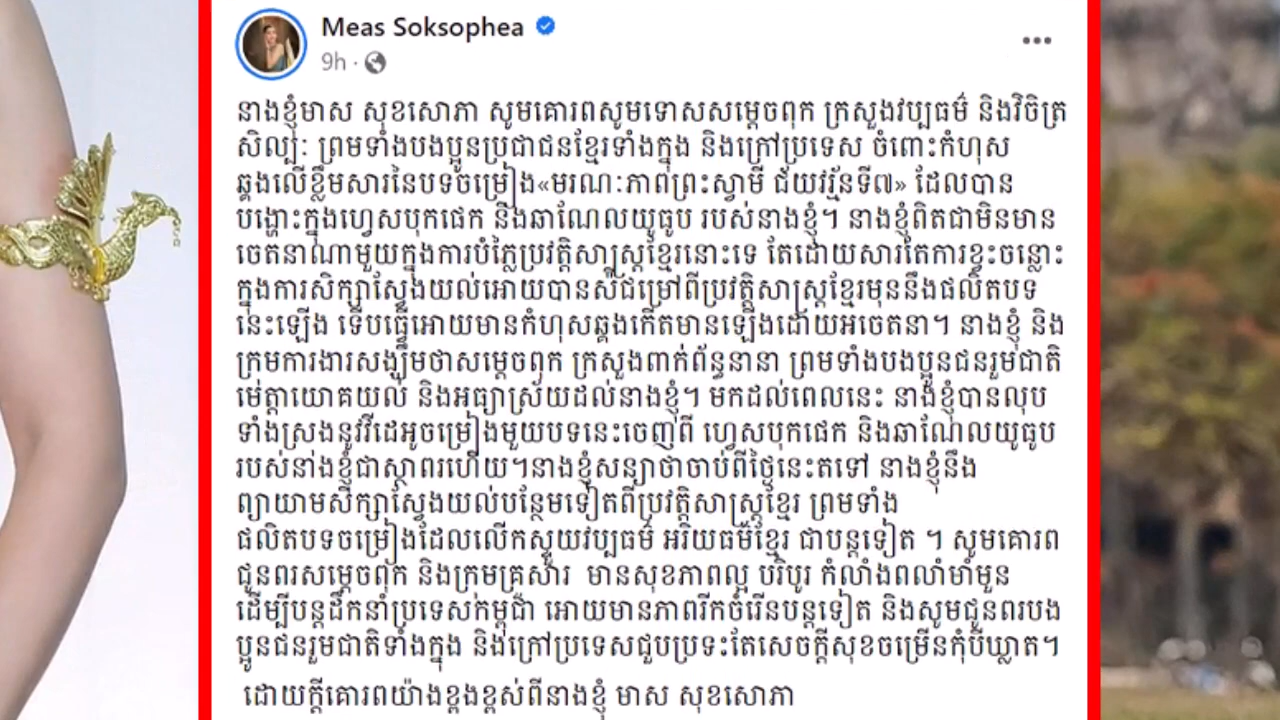 Meas Soksophea
9h
នាងខ្ញុំមាស សុខសោភា សូមគោរពសូមទោសសម្តេចពុក ក្រសួងវប្បធម៌ និងវិចិត្រ
សិល្បៈ ព្រមទាំងបងប្អូនប្រជាជនខ្មែរទាំងក្នុង និងក្រៅប្រទេស ចំពោះកំហុស
ឆ្គងលើខ្លឹមសារនៃបទចម្រៀង«មរណៈភាពព្រះស្វាមី ជ័យវរ្ម័នទី៧» ដែលបាន
បង្ហោះក្នុងហ្វេសបុកផេក និងឆាណែលយូធូប របស់នាងខ្ញុំ។ នាងខ្ញុំពិតជាមិនមាន
ចេតនាណាមួយក្នុងការបំភ្លៃប្រវត្តិសាស្ត្រខ្មែរនោះទេ តែដោយសារតែការខ្វះចន្លោះ
ក្នុងការសិក្សាស្វែងយល់អោយបានស៊ីជម្រៅពីប្រវត្តិសាស្ត្រខ្មែរមុននឹងផលិតបទ
នេះឡើង ទើបធ្វើអោយមានកំហុសឆ្គងកើតមានឡើងដោយអចេតនា។ នាងខ្ញុំ និង
ក្រុមការងារសង្ឃឹមថាសម្តេចពុក ក្រសួងពាក់ព័ន្ធនានា ព្រមទាំងបងប្អូនជនរួមជាតិ
មេត្តាយោគយល់ និងអធ្យាស្រ័យដល់នាងខ្ញុំ។ មកដល់ពេលនេះ នាងខ្ញុំបានលុប
ទាំងស្រុងនូវវីដេអូចម្រៀងមួយបទនេះចេញពី ហ្វេសបុកផេក និងឆាណែលយូធូប
របស់នាងខ្ញុំជាស្ថាពរហើយ។នាងខ្ញុំសន្យាថាចាប់ពីថ្ងៃនេះតទៅ នាងខ្ញុំនឹង
ព្យាយាមសិក្សាស្វែងយល់បន្ថែមទៀតពីប្រវត្តិសាស្ត្រខ្មែរ ព្រមទាំង
ផលិតបទចម្រៀងដែលលើកស្ទួយវប្បធម៌ អរិយធម៌ខ្មែរ ជាបន្តទៀត ។ សូមគោរព
ជូនពរសម្តេចពុក និងក្រុមគ្រួសារ មានសុខភាពល្អ បរិបូរ កំលាំងពលាំមាំមួន
ដើម្បីបន្តដឹកនាំប្រទេសកម្ពុជា អោយមានភាពរីកចំរើនបន្តទៀត និងសូមជូនពរបង
ប្អូនជនរួមជាតិទាំងក្នុង និងក្រៅប្រទេសជួបប្រទះតែសេចក្តីសុខចម្រើនកុំបីឃ្លាត។
ដោយក្តីគោរពយ៉ាងខ្ពង់ខ្ពស់ពីនាងខ្ញុំ មាស សុខសោភា